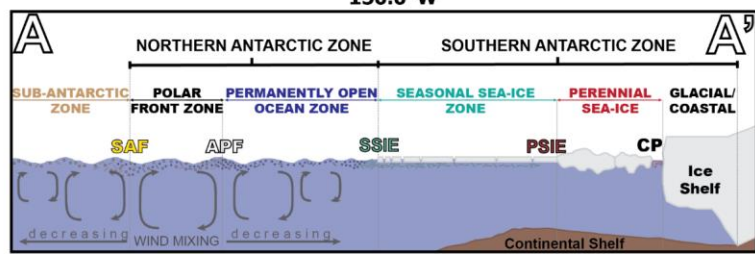 A
A'
NORTHERN ANTARCTIC ZONE
SOUTHERN ANTARCTIC ZONE
SUB-ANTARCTIC
ZONE
POLAR
FRONT ZONE
PERMANENTLY OPEN
OCEAN ZONE
SEASONAL SEA-ICE
ZONE
PERENNIAL
SEA-ICE
GLACIAL/
COASTAL
SAF
APF
SSIE
PSIE
CP
Ice
Shelf
decreasing WIND MIXING decreasing
Continental Shelf